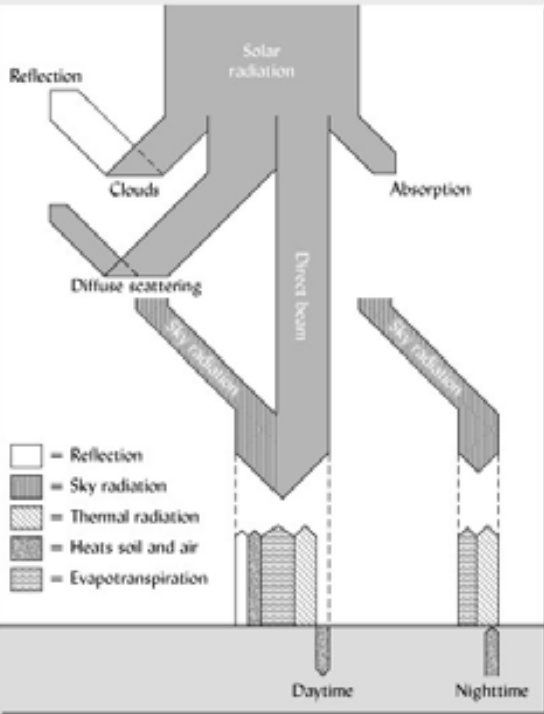 Solar
radiation
Reflection
Clouds
Absorption
Diffuse scattering
Direct beam
Sky radiation
Sky radiation
= Reflection
= Sky radiation
= Thermal radiation
= Heats soil and air
= Evapotranspiration
Daytime
Nighttime